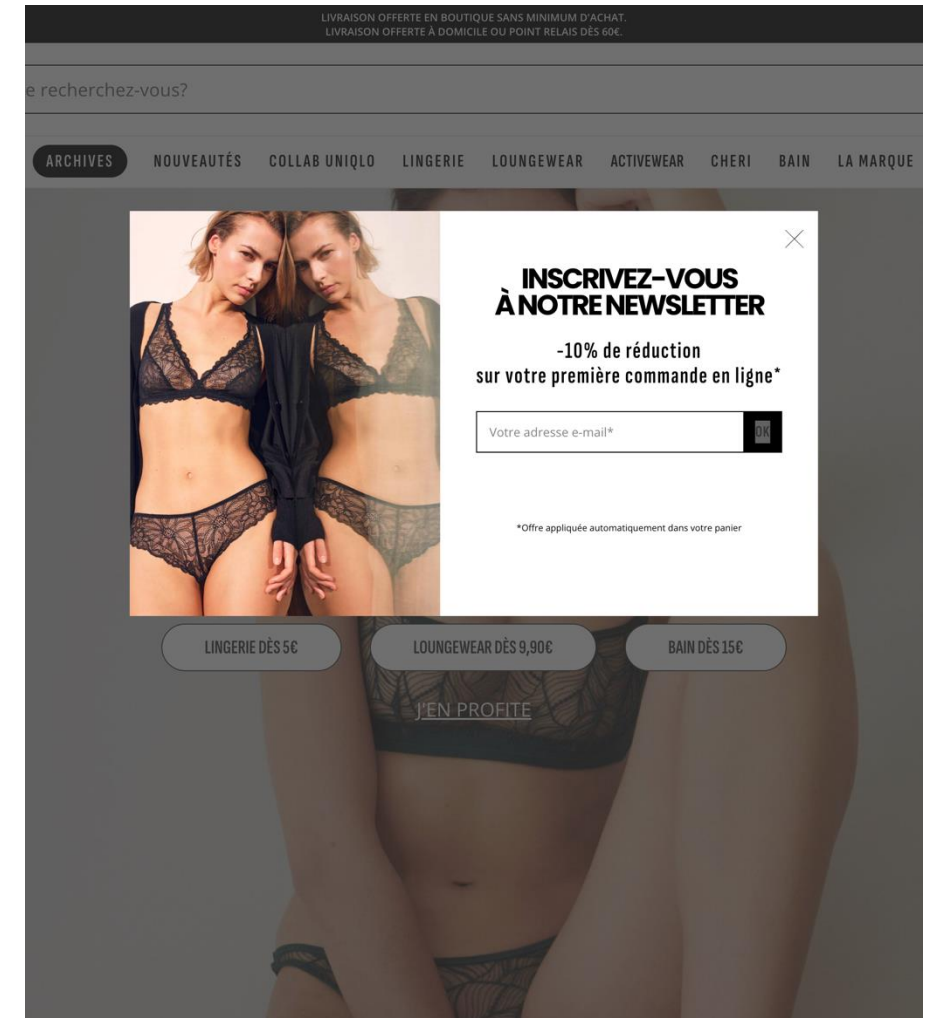 LIVRAISON OFFERTE EN BOUTIQUE SANS MINIMUM D'ACHAT.
LIVRAISON OFFERTE À DOMICILE OU POINT RELAIS DÈS 60€.
e recherchez-vous?
ARCHIVES NOUVEAUTÉS COLLAB UNIQLO LINGERIE LOUNGEWEAR ACTIVEWEAR CHERI BAIN LA MARQUE
INSCRIVEZ-VOUS
À NOTRE NEWSLETTER
-10% de réduction
sur votre première commande en ligne*
Votre adresse e-mail* OK
*Offre appliquée automatiquement dans votre panier
LINGERIE DÈS 5€ LOUNGEWEAR DÈS 9,90€ BAIN DÈS 15€
J'EN PROFITE